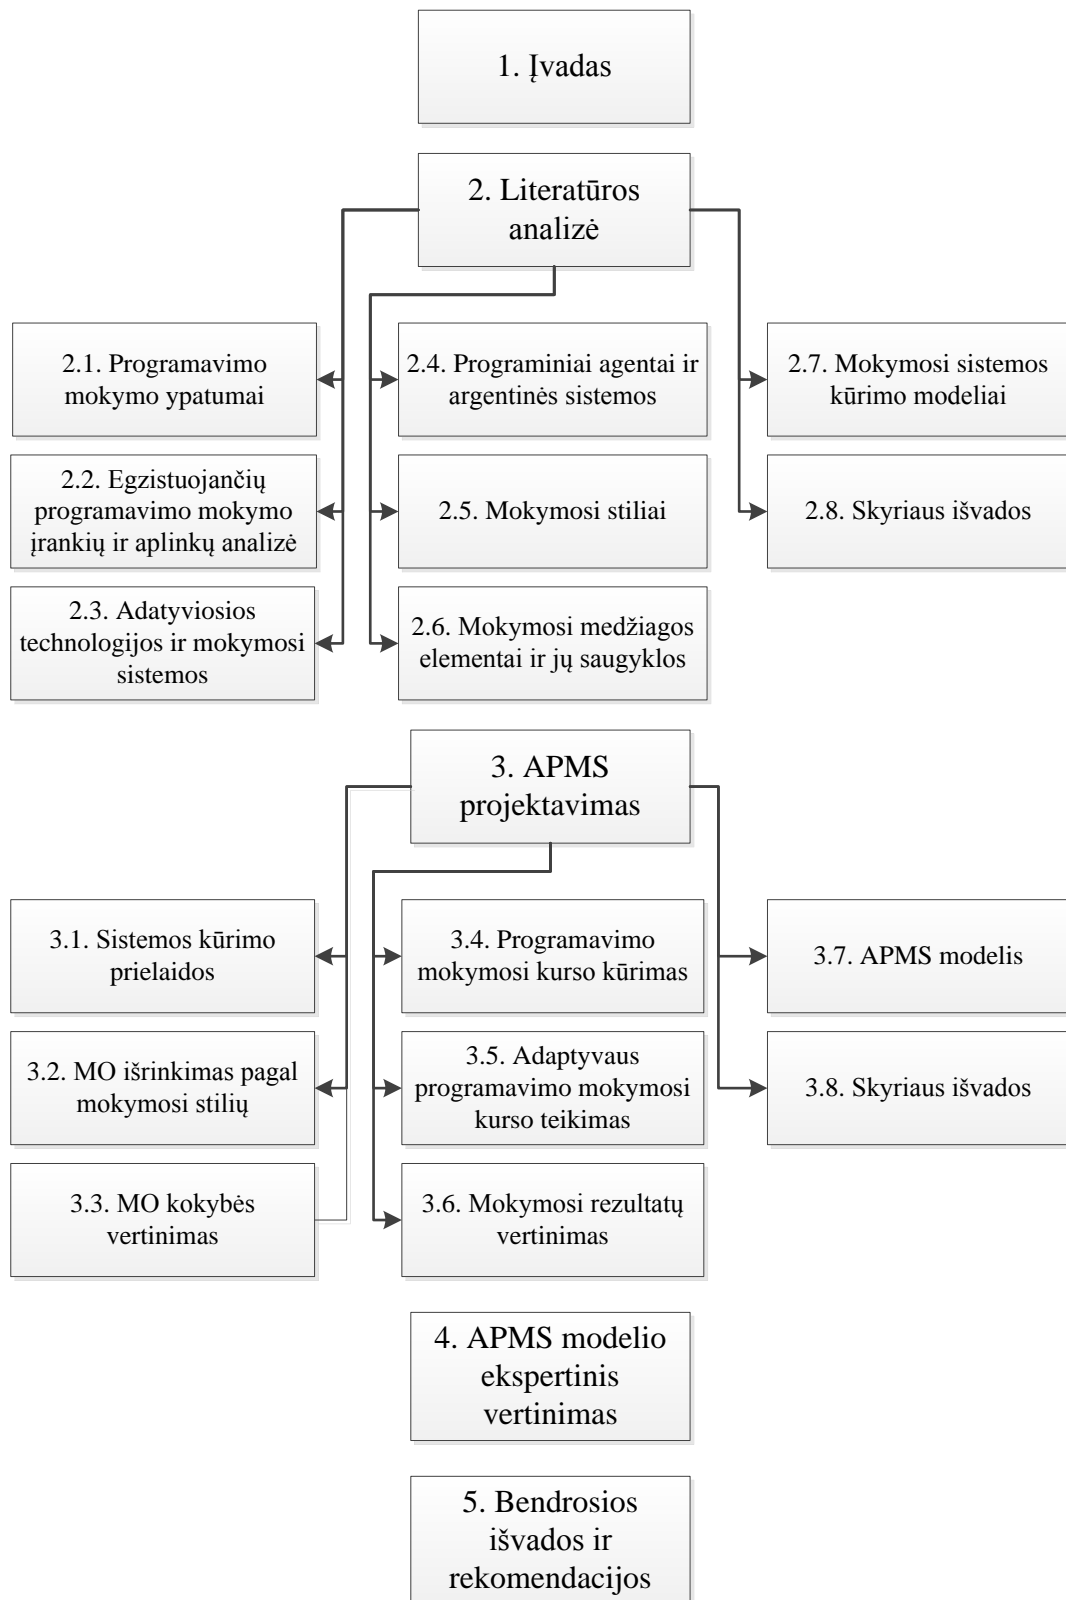 1. Įvadas
2. Literatūros
analizė
2.1. Programavimo
mokymo ypatumai
2.2. Egzistuojančių
programavimo mokymo
įrankių ir aplinkų analizė
2.3. Adatyviosios
technologijos ir mokymosi
sistemos
2.4. Programiniai agentai ir
argentinės sistemos
2.5. Mokymosi stiliai
2.6. Mokymosi medžiagos
elementai ir jų saugyklos
2.7. Mokymosi sistemos
kūrimo modeliai
2.8. Skyriaus išvados
3. APMS
projektavimas
3.1. Sistemos kūrimo
prielaidos
3.2. MO išrinkimas pagal
mokymosi stilių
3.3. MO kokybės
vertinimas
3.4. Programavimo
mokymosi kurso kūrimas
3.5. Adaptyvaus
programavimo mokymosi
kurso teikimas
3.6. Mokymosi rezultatų
vertinimas
3.7. APMS modelis
3.8. Skyriaus išvados
4. APMS modelio
ekspertinis
vertinimas
5. Bendrosios
išvados ir
rekomendacijos